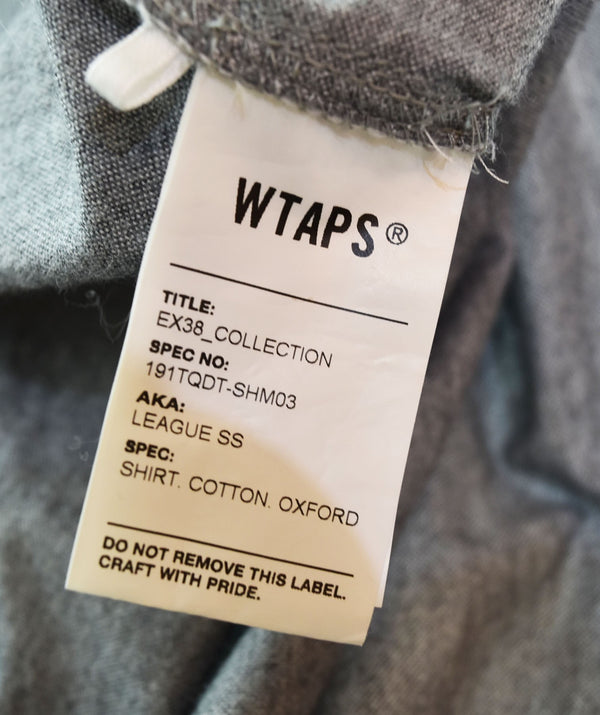 WTAPS®
TITLE:
EX38_COLLECTION
SPEC NO:
191TQDT-SHM03
AKA:
LEAGUE SS
SPEC:
SHIRT. COTTON. OXFORD
DO NOT REMOVE THIS LABEL.
CRAFT WITH PRIDE.